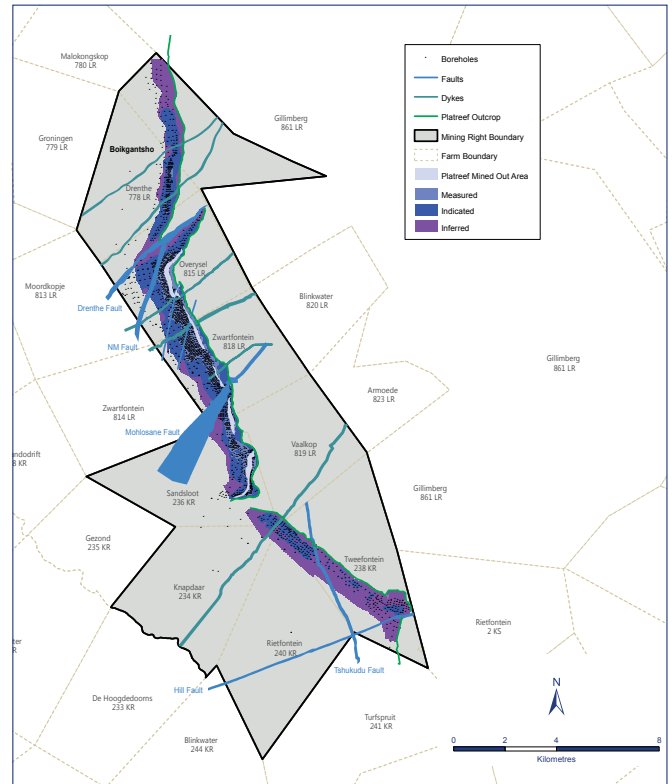 Malokongskop
780 LR
Groningen
779 LR
Gillimberg
861 LR
Boikgantsho
Drenthe
778 LR
Overysel
815 LR
Moordkopje
813 LR
Drenthe Fault
NM Fault
Blinkwater
820 LR
Zwartfontein
818 LR
Gillimberg
861 LR
Armoede
823 LR
Zwartfontein
814 LR
Mohlosane Fault
Vaalkop
819 LR
andodrift
8 KR
Sandsloot
236 KR
Gillimberg
861 LR
Gezond
235 KR
Tweefontein
238 KR
Knapdaar
234 KR
Rietfontein
2 KS
ter
R
Rietfontein
240 KR
Tshukudu Fault
Hill Fault
De Hoogedoorns
233 KR
Turfspruit
241 KR
Blinkwater
244 KR
Boreholes
Faults
Dykes
Platreef Outcrop
Mining Right Boundary
Farm Boundary
Platreef Mined Out Area
Measured
Indicated
Inferred
N
0 2 4 8
Kilometres